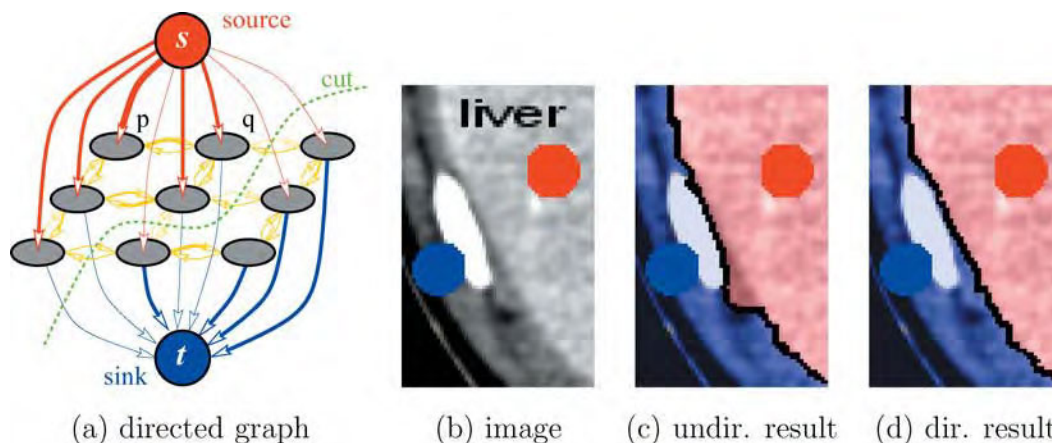 s
source
cut
p
q
t
sink
liver
(a) directed graph
(b) image
(c) undir. result
(d) dir. result